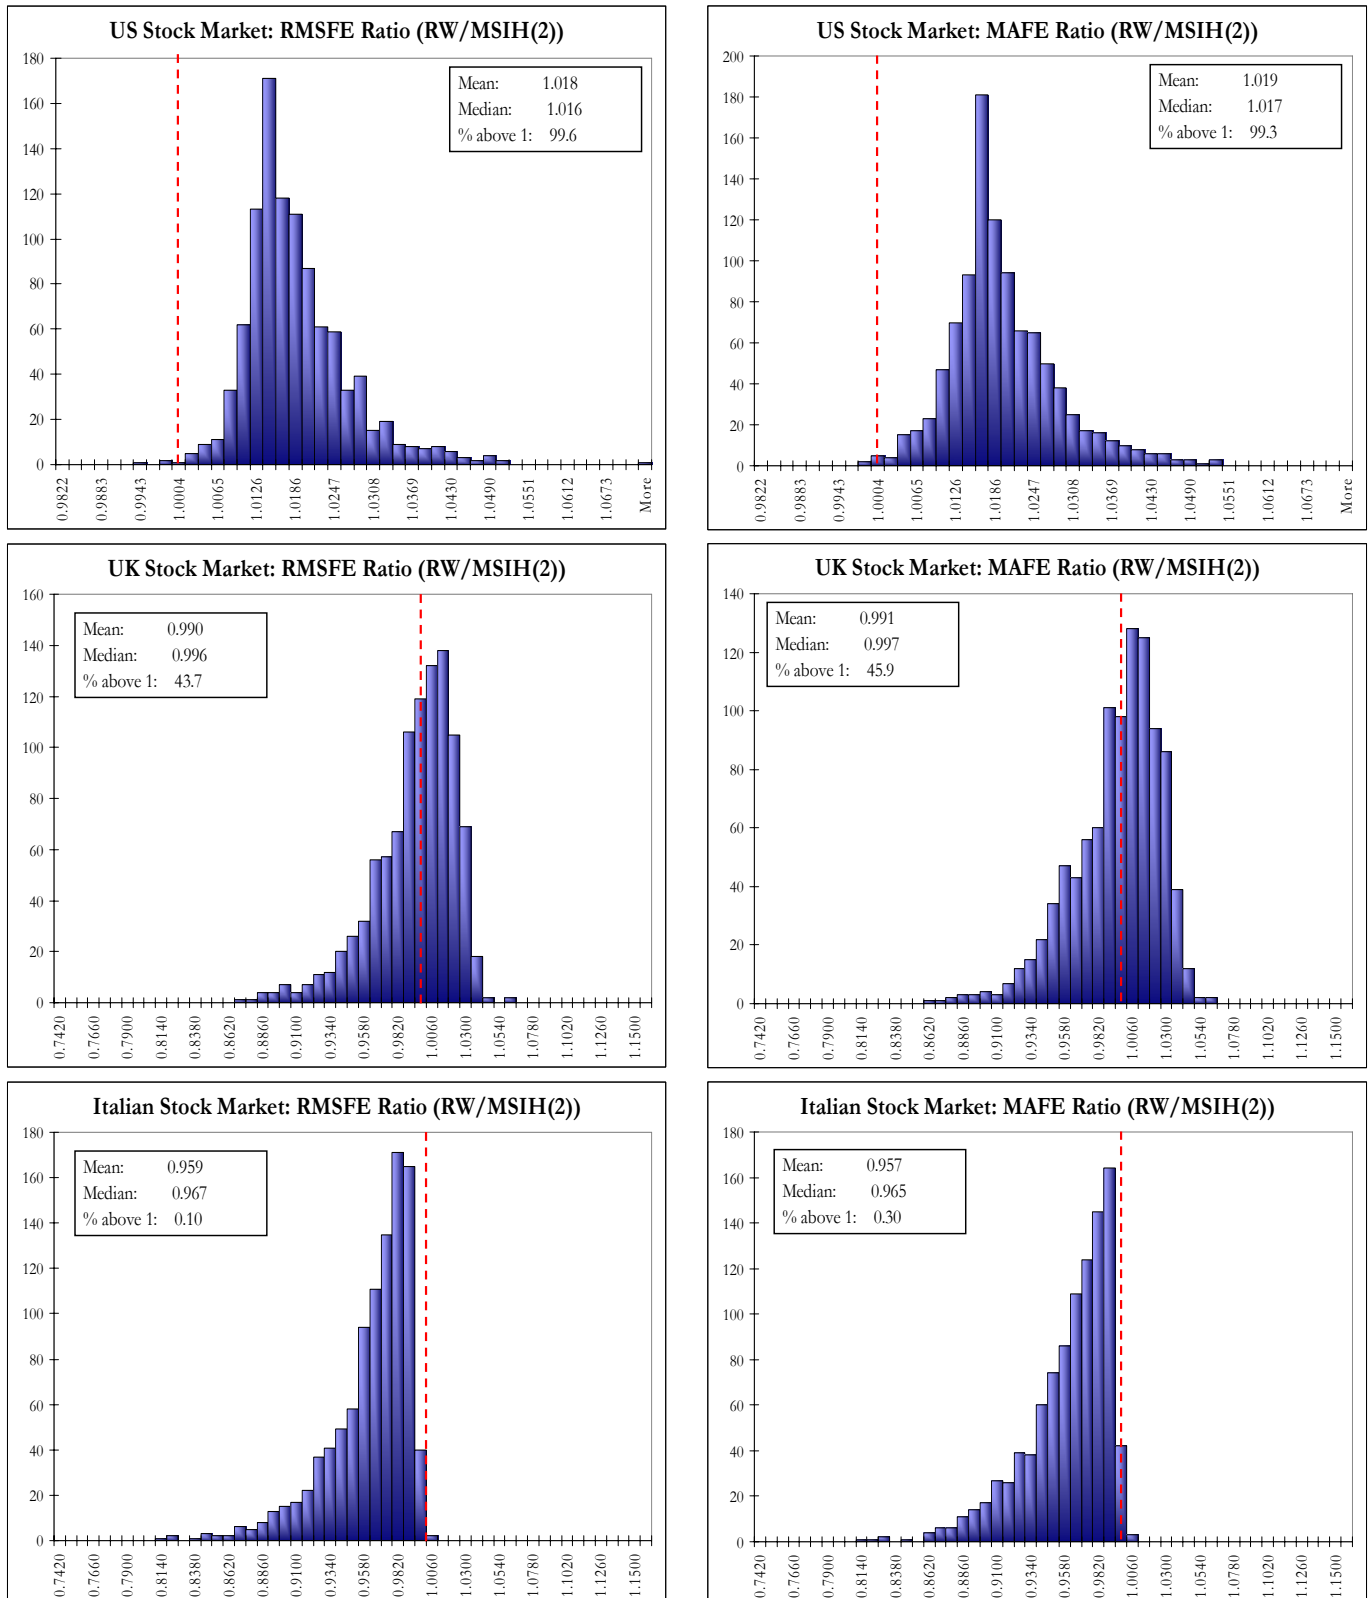 US Stock Market: RMSFE Ratio (RW/MSIH(2))
180
160
140
120
100
80
60
40
20
0
Mean: 1.018
Median: 1.016
% above 1: 99.6
0.9822 0.9883 0.9943 1.0004 1.0065 1.0126 1.0186 1.0247 1.0308 1.0369 1.0430 1.0490 1.0551 1.0612 1.0673 More
US Stock Market: MAFE Ratio (RW/MSIH(2))
200
180
160
140
120
100
80
60
40
20
0
Mean: 1.019
Median: 1.017
% above 1: 99.3
0.9822 0.9883 0.9943 1.0004 1.0065 1.0126 1.0186 1.0247 1.0308 1.0369 1.0430 1.0490 1.0551 1.0612 1.0673 More
UK Stock Market: RMSFE Ratio (RW/MSIH(2))
160
140
120
100
80
60
40
20
0
Mean: 0.990
Median: 0.996
% above 1: 43.7
0.7420 0.7660 0.7900 0.8140 0.8380 0.8620 0.8860 0.9100 0.9340 0.9580 0.9820 1.0060 1.0300 1.0540 1.0780 1.1020 1.1260 1.1500
UK Stock Market: MAFE Ratio (RW/MSIH(2))
140
120
100
80
60
40
20
0
Mean: 0.991
Median: 0.997
% above 1: 45.9
0.7420 0.7660 0.7900 0.8140 0.8380 0.8620 0.8860 0.9100 0.9340 0.9580 0.9820 1.0060 1.0300 1.0540 1.0780 1.1020 1.1260 1.1500
Italian Stock Market: RMSFE Ratio (RW/MSIH(2))
180
160
140
120
100
80
60
40
20
0
Mean: 0.959
Median: 0.967
% above 1: 0.10
0.7420 0.7660 0.7900 0.8140 0.8380 0.8620 0.8860 0.9100 0.9340 0.9580 0.9820 1.0060 1.0300 1.0540 1.0780 1.1020 1.1260 1.1500
Italian Stock Market: MAFE Ratio (RW/MSIH(2))
180
160
140
120
100
80
60
40
20
0
Mean: 0.957
Median: 0.965
% above 1: 0.30
0.7420 0.7660 0.7900 0.8140 0.8380 0.8620 0.8860 0.9100 0.9340 0.9580 0.9820 1.0060 1.0300 1.0540 1.0780 1.1020 1.1260 1.1500